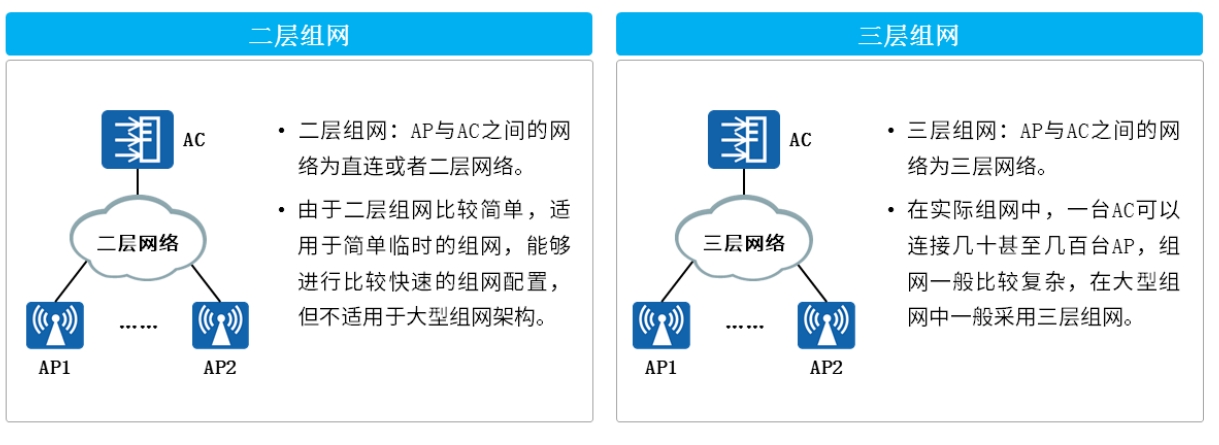 二层组网
AC
二层网络
……
AP1
AP2
• 二层组网：AP与AC之间的网
络为直连或者二层网络。
• 由于二层组网比较简单，适
用于简单临时的组网，能够
进行比较快速的组网配置，
但不适用于大型组网架构。
三层组网
AC
三层网络
……
AP1
AP2
• 三层组网：AP与AC之间的网
络为三层网络。
• 在实际组网中，一台AC可以
连接几十甚至几百台AP，组
网一般比较复杂，在大型组
网中一般采用三层组网。